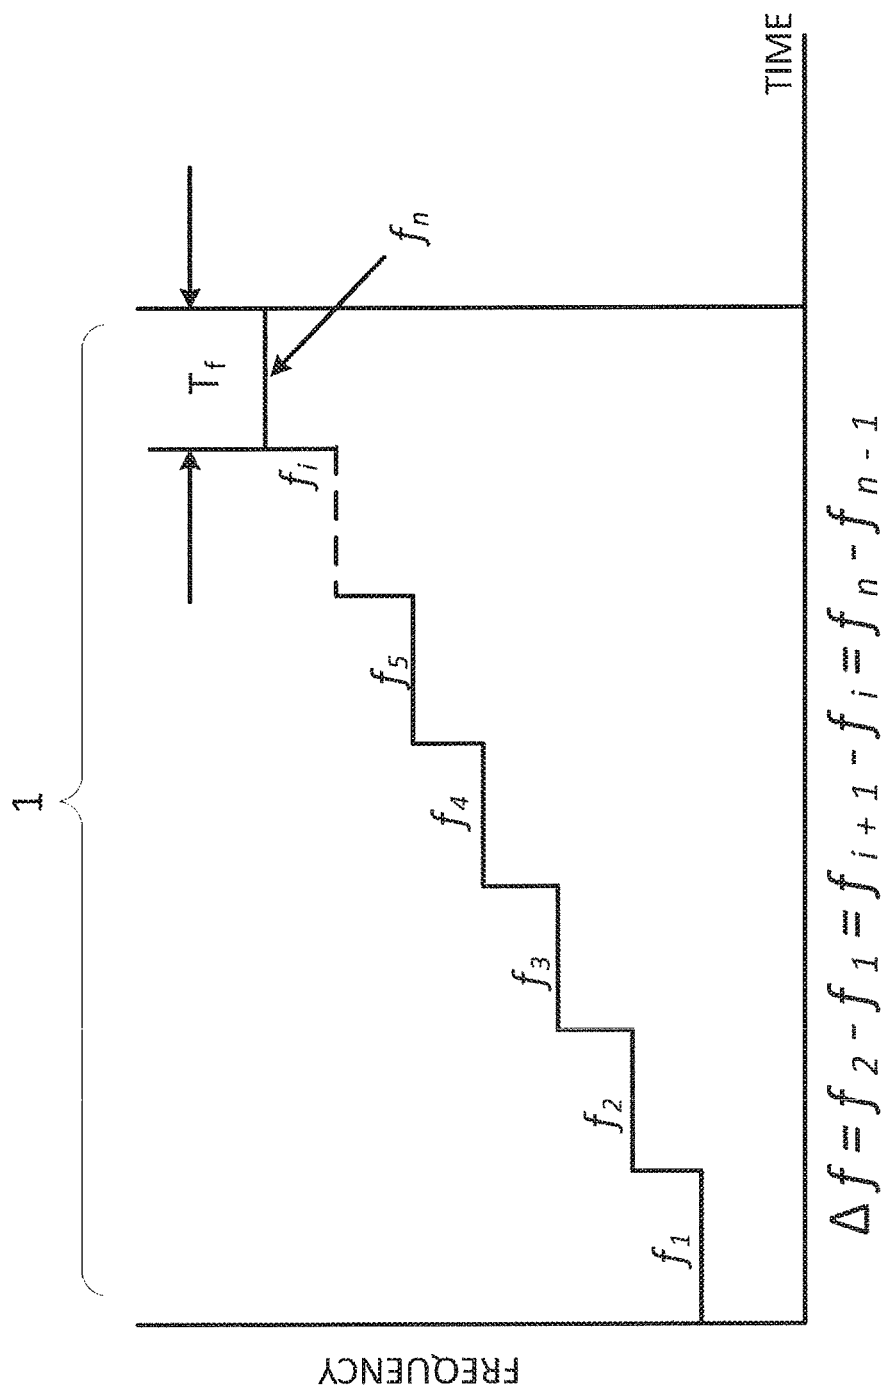 1
T_f
f_n
f_i
f_5
f_4
f_3
f_2
f_1
FREQUENCY
TIME
Δf = f_2 - f_1 = f_{i+1} - f_i = f_n - f_{n-1}